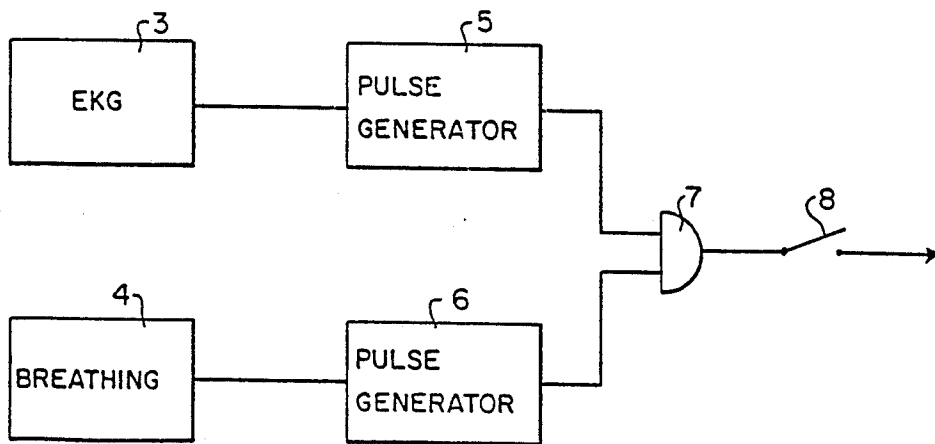 3
EKG
5
PULSE
GENERATOR
7
8
4
BREATHING
6
PULSE
GENERATOR